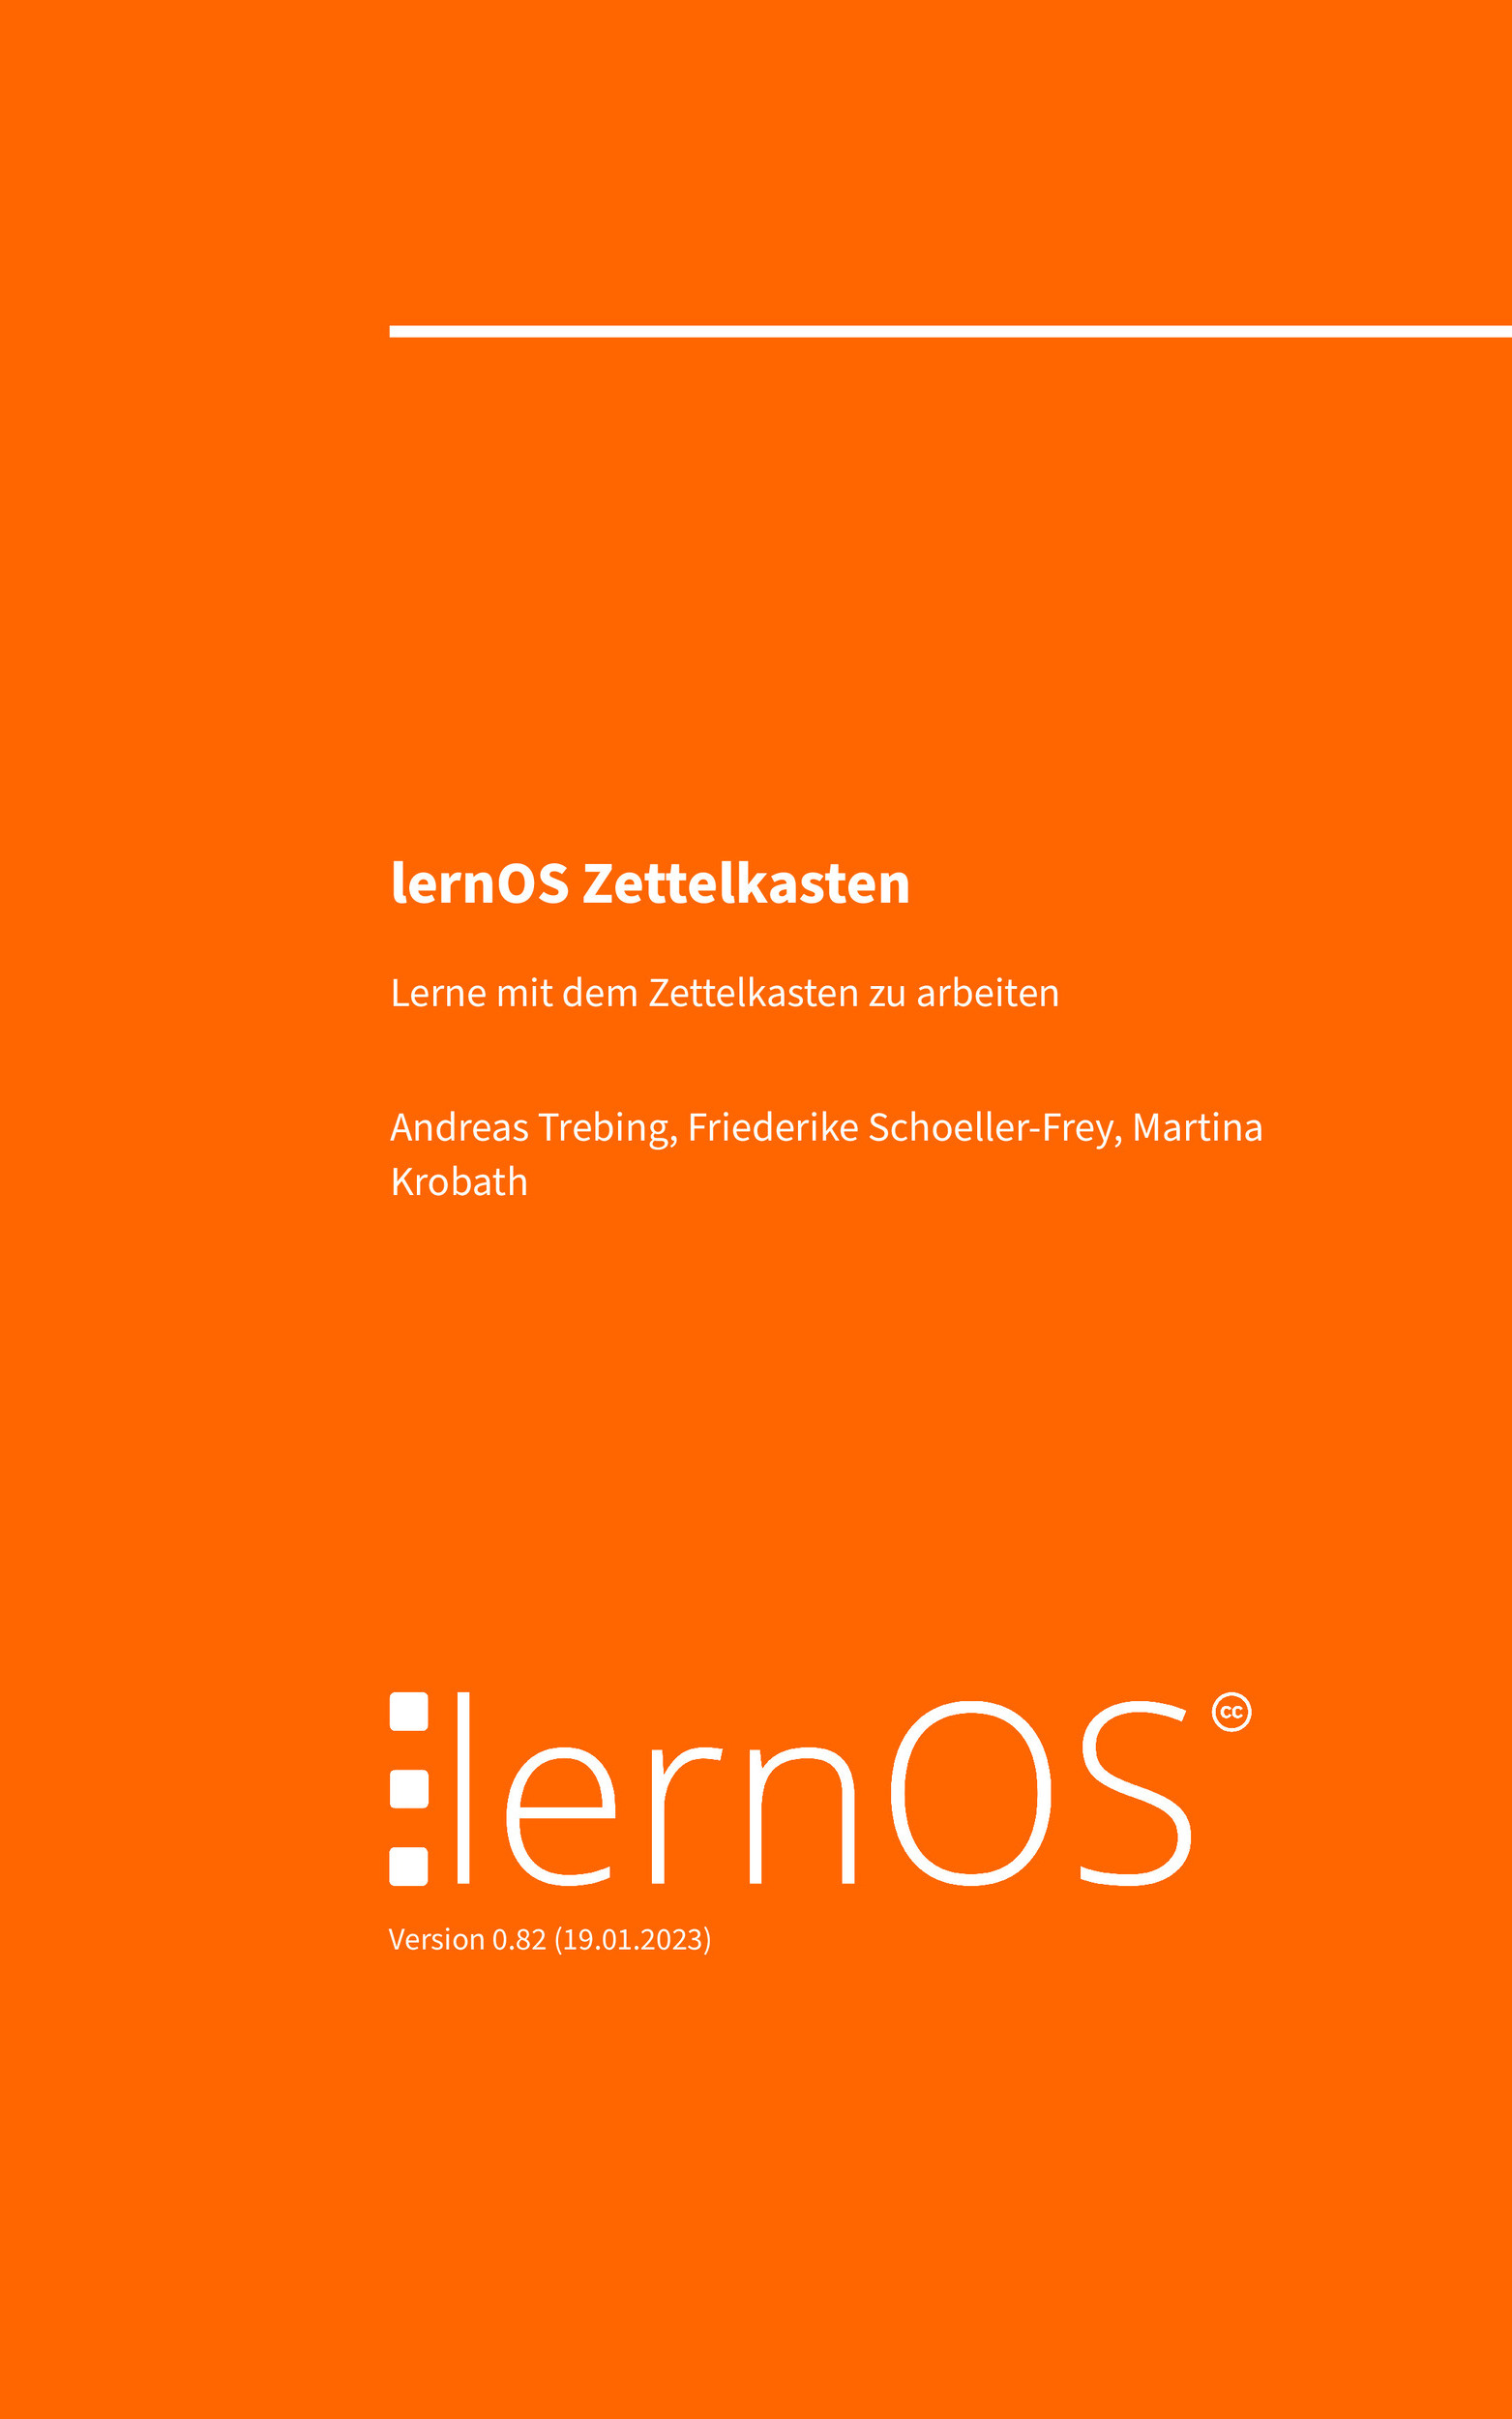 lernOS Zettelkasten
Lerne mit dem Zettelkasten zu arbeiten
Andreas Trebing, Friederike Schoeller-Frey, Martina
Krobath
lernOS cc
Version 0.82 (19.01.2023)